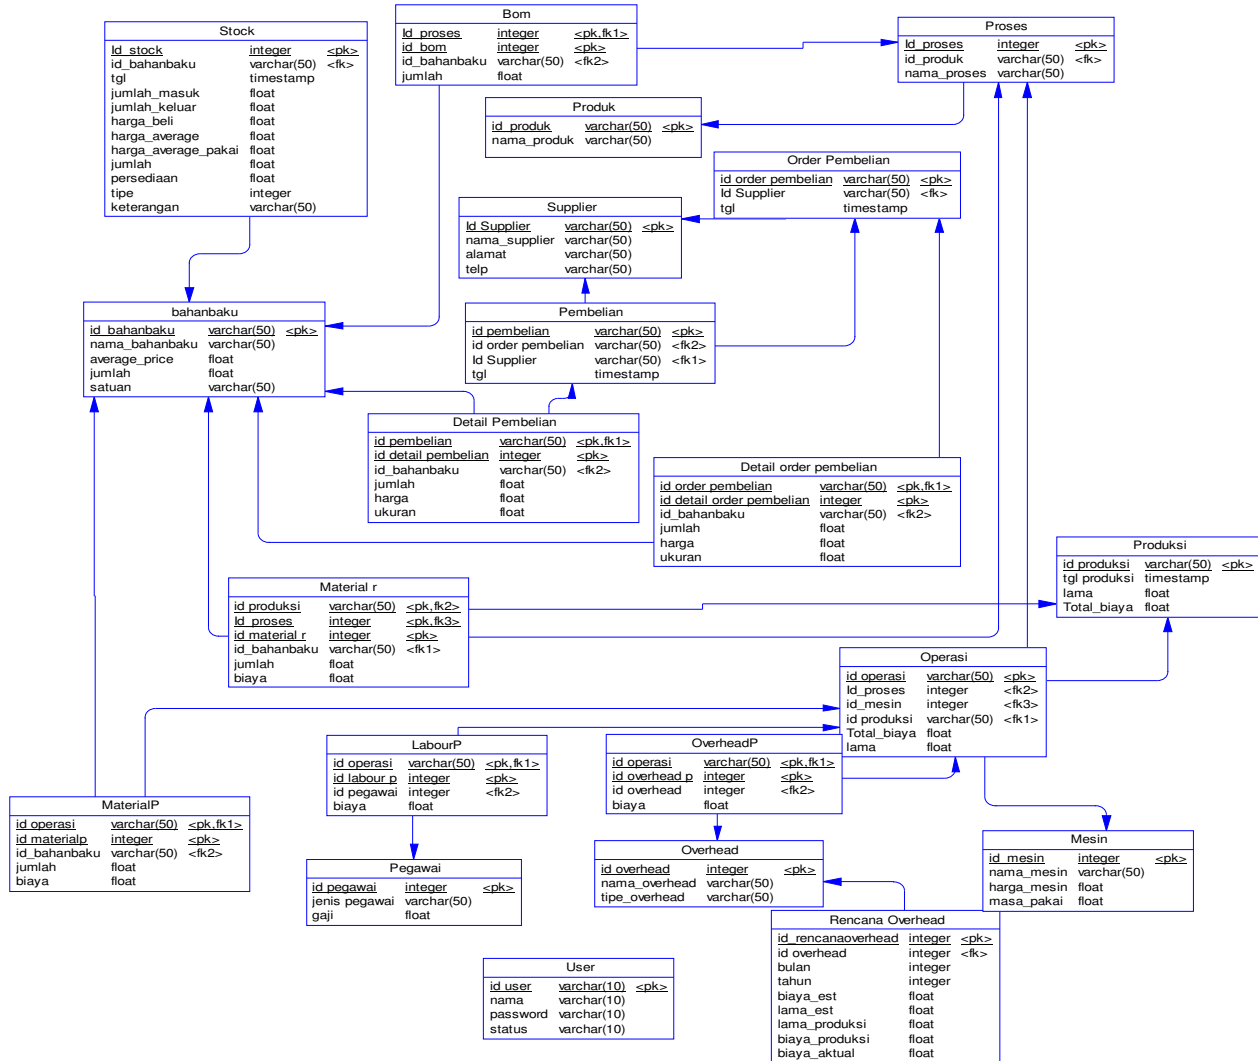 Stock
Id_stock integer <pk>
id_bahanbaku varchar(50) <fk>
tgl timestamp
jumlah_masuk float
jumlah_keluar float
harga_beli float
harga_average float
harga_average_pakai float
jumlah float
persediaan float
tipe integer
keterangan varchar(50)
Bom
Id_proses integer <pk,fk1>
id_bom integer <pk>
id_bahanbaku varchar(50) <fk2>
jumlah float
Proses
Id_proses integer <pk>
id_produk varchar(50) <fk>
nama_proses varchar(50)
Produk
id_produk varchar(50) <pk>
nama_produk varchar(50)
Order Pembelian
id order pembelian varchar(50) <pk>
Id Supplier varchar(50) <fk>
tgl timestamp
Supplier
Id Supplier varchar(50) <pk>
nama_supplier varchar(50)
alamat varchar(50)
telp varchar(50)
bahanbaku
id_bahanbaku varchar(50) <pk>
nama_bahanbaku varchar(50)
average_price float
jumlah float
satuan varchar(50)
Pembelian
id pembelian varchar(50) <pk>
id order pembelian varchar(50) <fk2>
Id Supplier varchar(50) <fk1>
tgl timestamp
Detail Pembelian
id pembelian varchar(50) <pk,fk1>
id detail pembelian integer <pk>
id_bahanbaku varchar(50) <fk2>
jumlah float
harga float
ukuran float
Detail order pembelian
id order pembelian varchar(50) <pk,fk1>
id detail order pembelian integer <pk>
id_bahanbaku varchar(50) <fk2>
jumlah float
harga float
ukuran float
Produksi
id produksi varchar(50) <pk>
tgl produksi timestamp
lama float
Total_biaya float
Material r
id produksi varchar(50) <pk,fk2>
Id_proses integer <pk,fk3>
id material r integer <pk>
id_bahanbaku varchar(50) <fk1>
jumlah float
biaya float
Operasi
id operasi varchar(50) <pk>
Id_proses integer <fk2>
id_mesin integer <fk3>
id produksi varchar(50) <fk1>
Total_biaya float
lama float
LabourP
id operasi varchar(50) <pk,fk1>
id labour p integer <pk>
id pegawai integer <fk2>
biaya float
OverheadP
id operasi varchar(50) <pk,fk1>
id overhead p integer <pk>
id overhead integer <fk2>
biaya float
MaterialP
id operasi varchar(50) <pk,fk1>
id materialp integer <pk>
id_bahanbaku varchar(50) <fk2>
jumlah float
biaya float
Pegawai
id pegawai integer <pk>
jenis pegawai varchar(50)
gaji float
Overhead
id overhead integer <pk>
nama_overhead varchar(50)
tipe_overhead varchar(50)
Mesin
id_mesin integer <pk>
nama_mesin varchar(50)
harga_mesin float
masa_pakai float
Rencana Overhead
id_rencanaoverhead integer <pk>
id overhead integer <fk>
bulan integer
tahun integer
biaya_est float
lama_est float
lama_produksi float
biaya_produksi float
biaya_aktual float
User
id user varchar(10) <pk>
nama varchar(10)
password varchar(10)
status varchar(10)